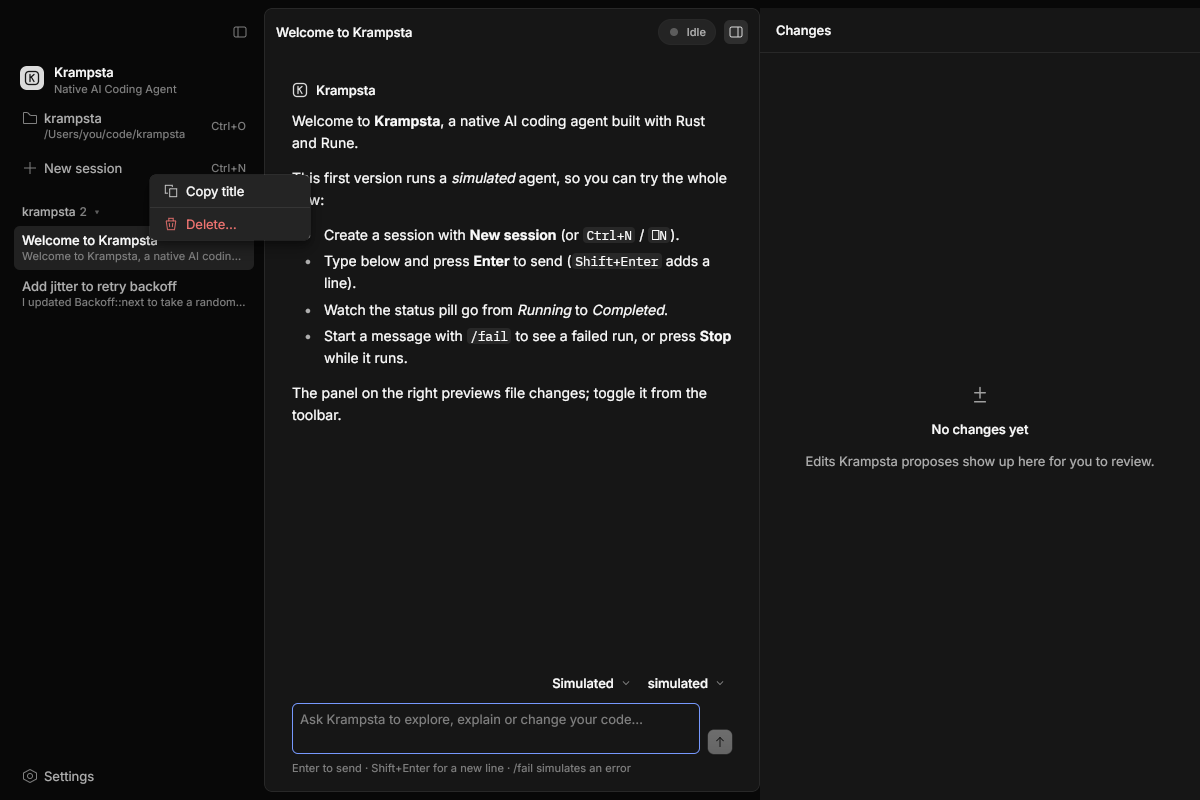 Krampsta
Native AI Coding Agent
krampsta
/Users/you/code/krampsta
Ctrl+O
New session
Ctrl+N
krampsta 2
Welcome to Krampsta
Welcome to Krampsta, a native AI codin...
Add jitter to retry backoff
I updated Backoff::next to take a random...
Settings
Copy title
Delete...
Welcome to Krampsta
Idle
Krampsta
Welcome to Krampsta, a native AI coding agent built with Rust
and Rune.
is first version runs a simulated agent, so you can try the whole
w:
Create a session with New session (or Ctrl+N / N).
• Type below and press Enter to send ( Shift+Enter adds a
line).
• Watch the status pill go from Running to Completed.
• Start a message with /fail to see a failed run, or press Stop
while it runs.
The panel on the right previews file changes; toggle it from the
toolbar.
Simulated
simulated
Ask Krampsta to explore, explain or change your code...
Enter to send · Shift+Enter for a new line · /fail simulates an error
Changes
No changes yet
Edits Krampsta proposes show up here for you to review.